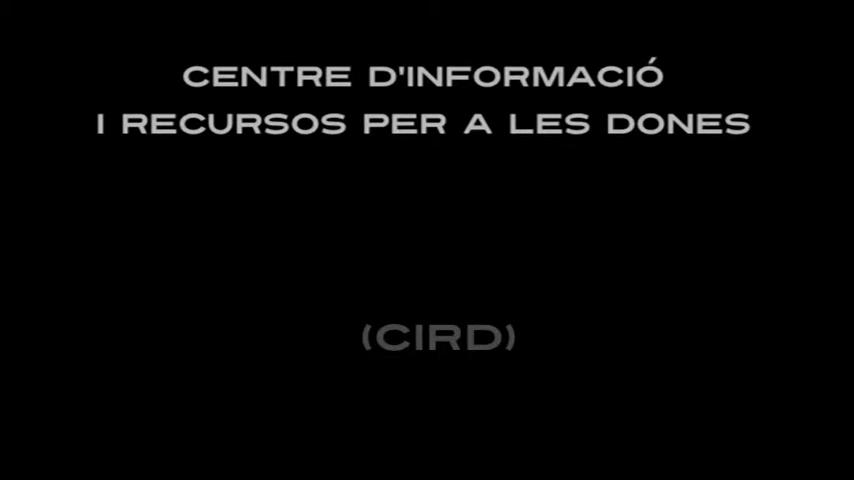 CENTRE D'INFORMACIÓ
I RECURSOS PER A LES DONES
(CIRD)